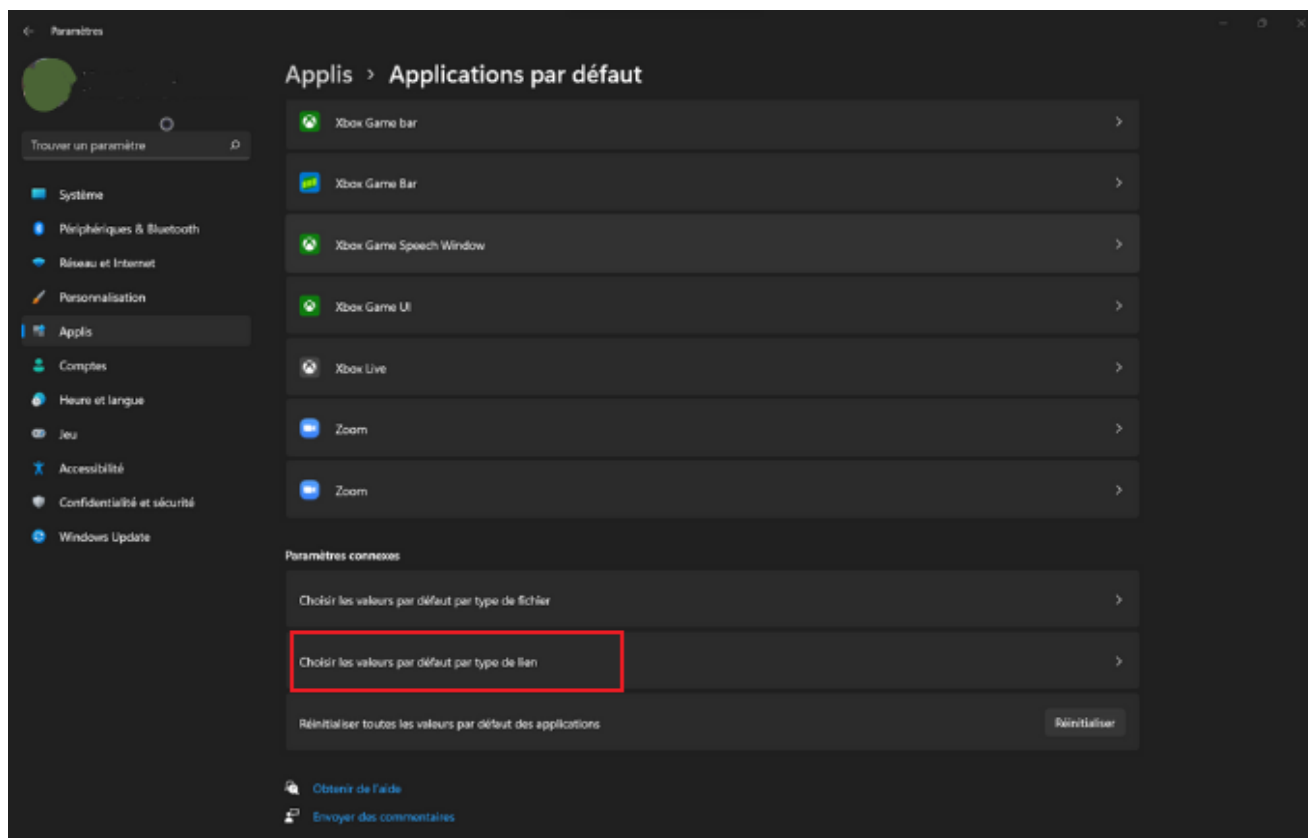 Paramètres
Trouver un paramètre
Système
Périphériques & Bluetooth
Réseau et Internet
Personnalisation
Applis
Comptes
Heure et langue
Jeu
Accessibilité
Confidentialité et sécurité
Windows Update
Applis > Applications par défaut
Xbox Game bar
Xbox Game Bar
Xbox Game Speech Window
Xbox Game UI
Xbox Live
Zoom
Zoom
Paramètres connexes
Choisir les valeurs par défaut par type de fichier
Choisir les valeurs par défaut par type de lien
Réinitialiser toutes les valeurs par défaut des applications
Réinitialiser
Obtenir de l'aide
Envoyer des commentaires